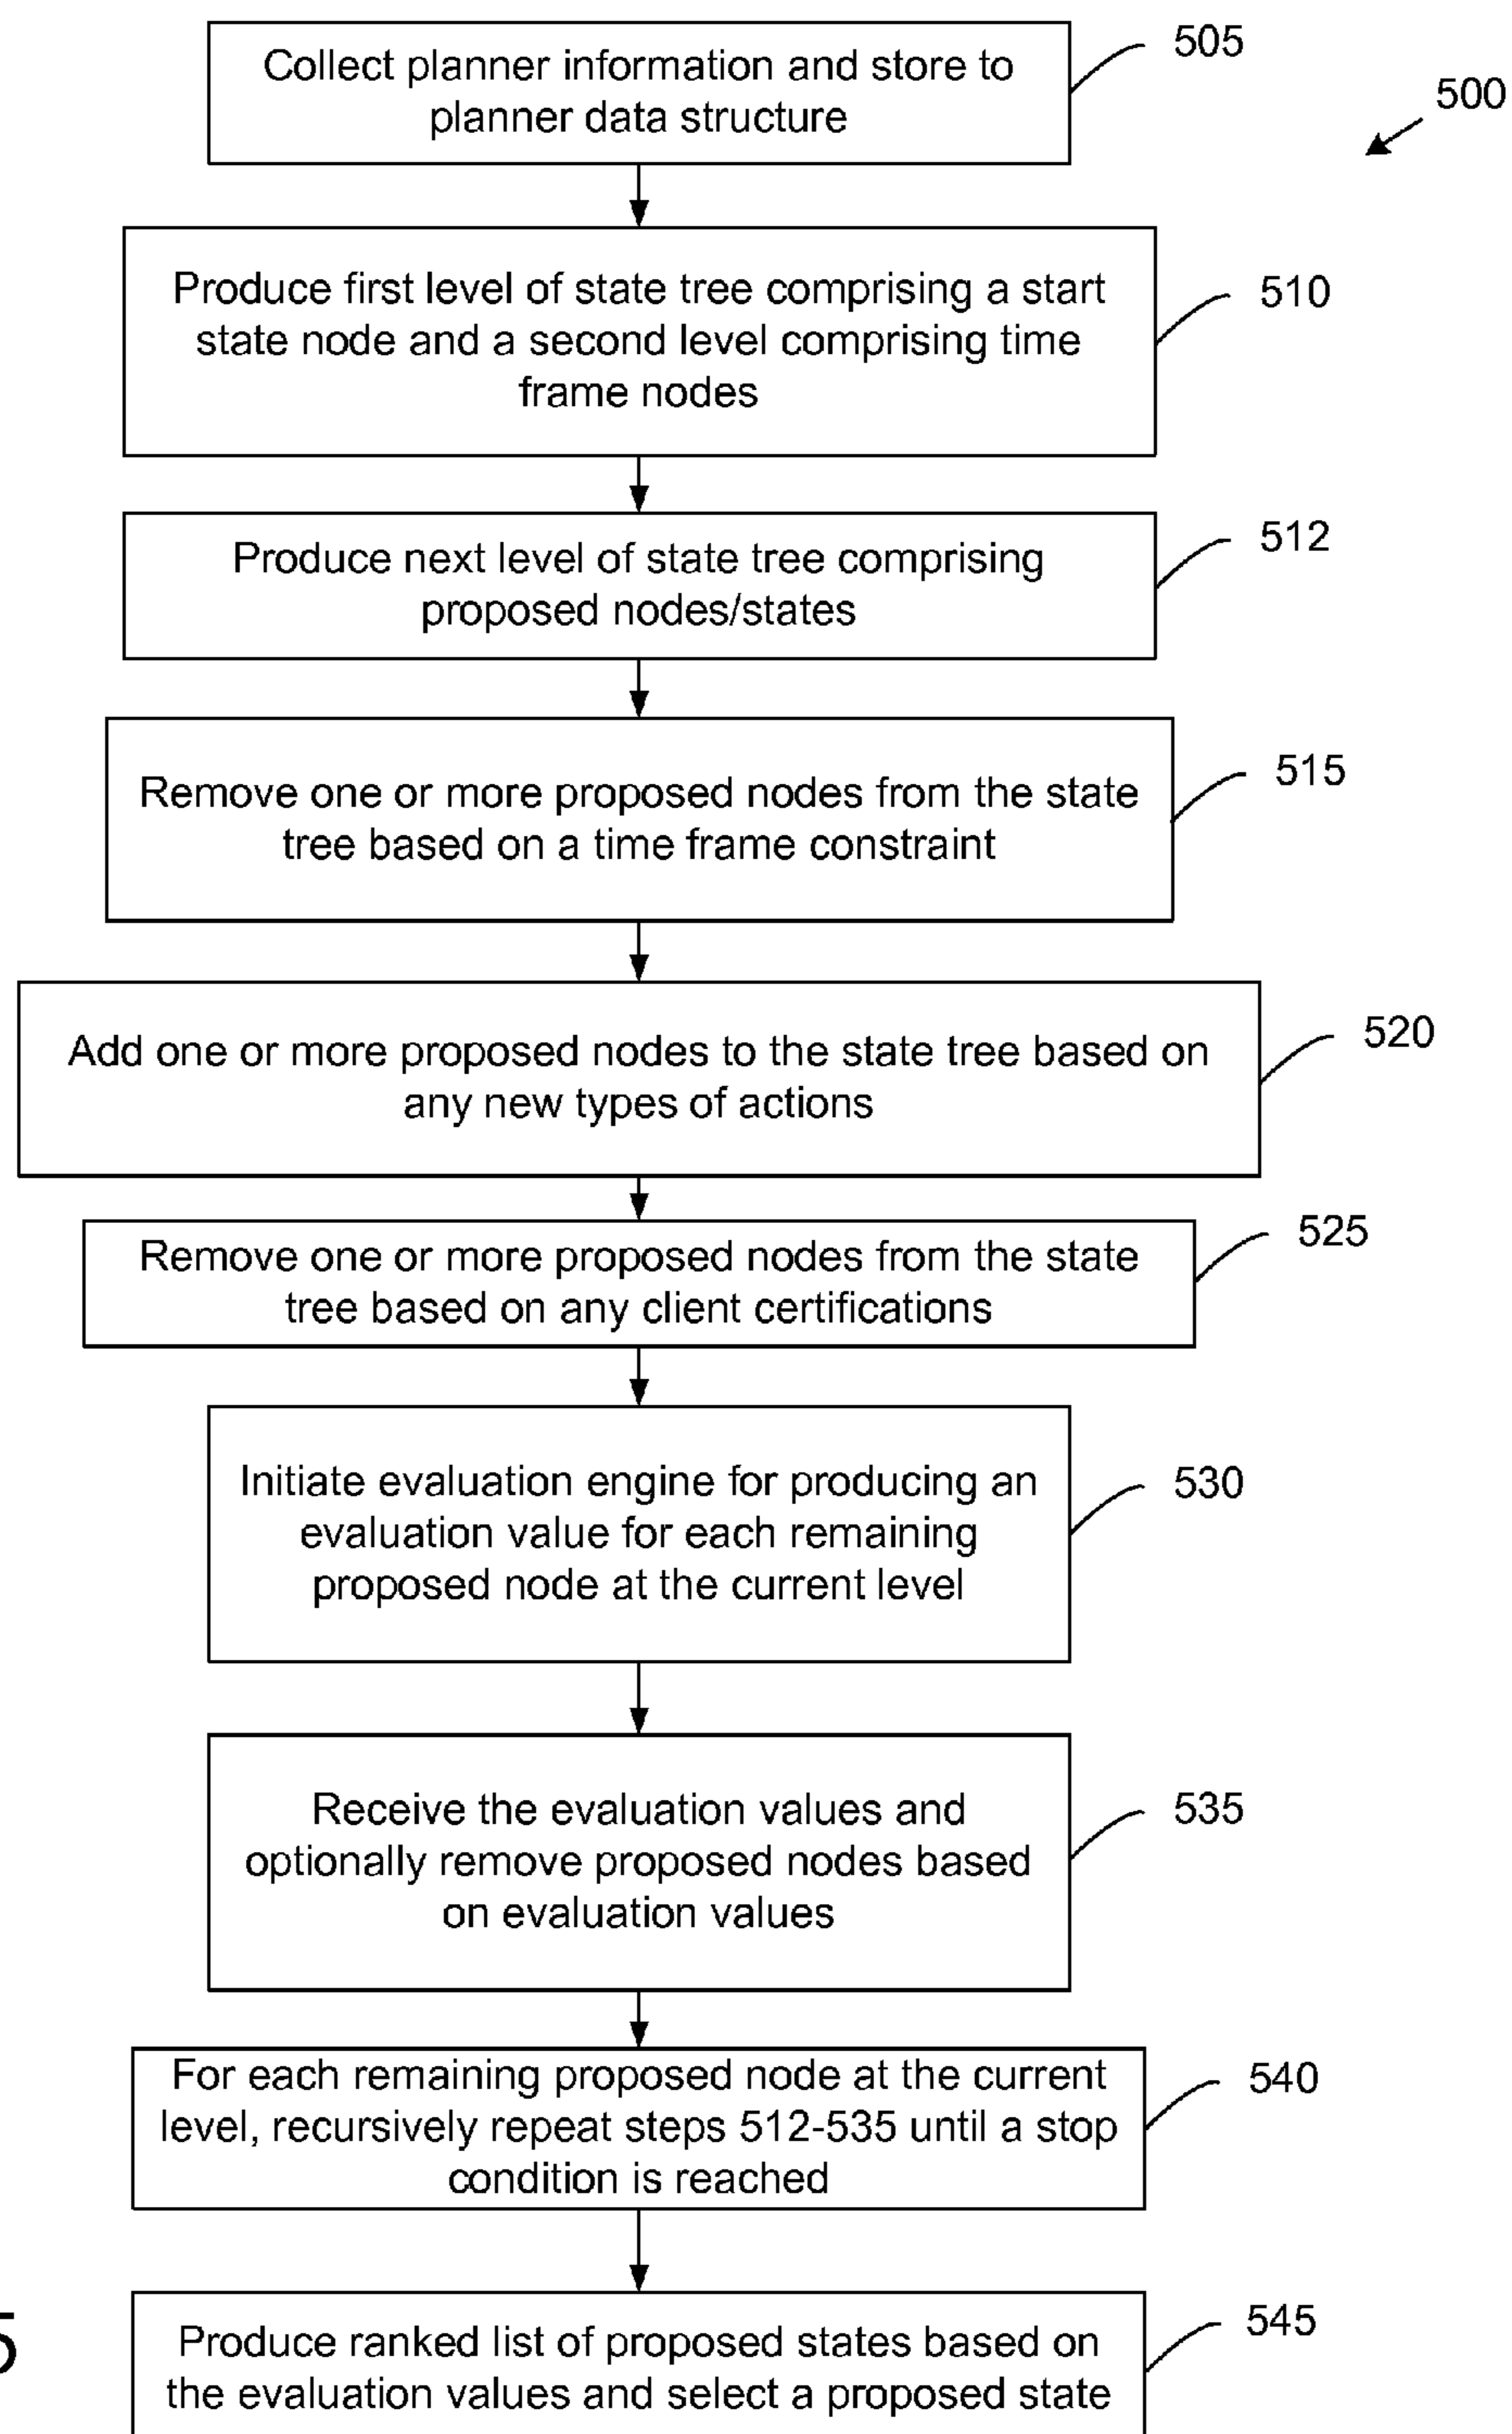 Collect planner information and store to
planner data structure
505
500
Produce first level of state tree comprising a start
state node and a second level comprising time
frame nodes
510
Produce next level of state tree comprising
proposed nodes/states
512
Remove one or more proposed nodes from the state
tree based on a time frame constraint
515
Add one or more proposed nodes to the state tree based on
any new types of actions
520
Remove one or more proposed nodes from the state
tree based on any client certifications
525
Initiate evaluation engine for producing an
evaluation value for each remaining
proposed node at the current level
530
Receive the evaluation values and
optionally remove proposed nodes based
on evaluation values
535
For each remaining proposed node at the current
level, recursively repeat steps 512-535 until a stop
condition is reached
540
Produce ranked list of proposed states based on
the evaluation values and select a proposed state
545